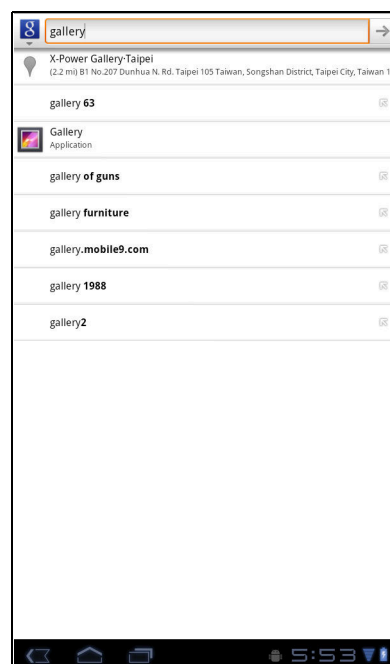 8 gallery
X-Power Gallery·Taipei
(2.2 mi) B1 No.207 Dunhua N. Rd. Taipei 105 Taiwan, Songshan District, Taipei City, Taiwan 1
gallery 63
Gallery
Application
gallery of guns
gallery furniture
gallery.mobile9.com
gallery 1988
gallery2
5:53